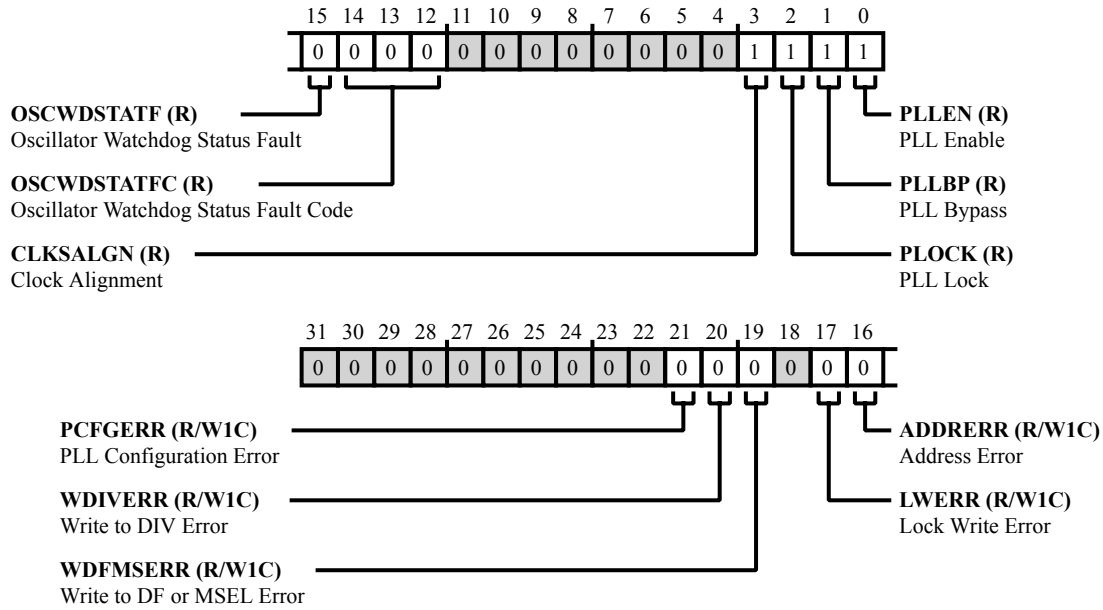 15 14 13 12 11 10 9 8 7 6 5 4 3 2 1 0
0 0 0 0 0 0 0 0 0 0 0 0 1 1 1 1
OSCWDSTATF (R)
Oscillator Watchdog Status Fault
PLLEN (R)
PLL Enable
OSCWDSTATFC (R)
Oscillator Watchdog Status Fault Code
PLLBP (R)
PLL Bypass
CLKSALGN (R)
Clock Alignment
PLOCK (R)
PLL Lock
31 30 29 28 27 26 25 24 23 22 21 20 19 18 17 16
0 0 0 0 0 0 0 0 0 0 0 0 0 0 0 0
PCFGERR (R/W1C)
PLL Configuration Error
ADDRERR (R/W1C)
Address Error
WDIVERR (R/W1C)
Write to DIV Error
LWERR (R/W1C)
Lock Write Error
WDFMSERR (R/W1C)
Write to DF or MSEL Error